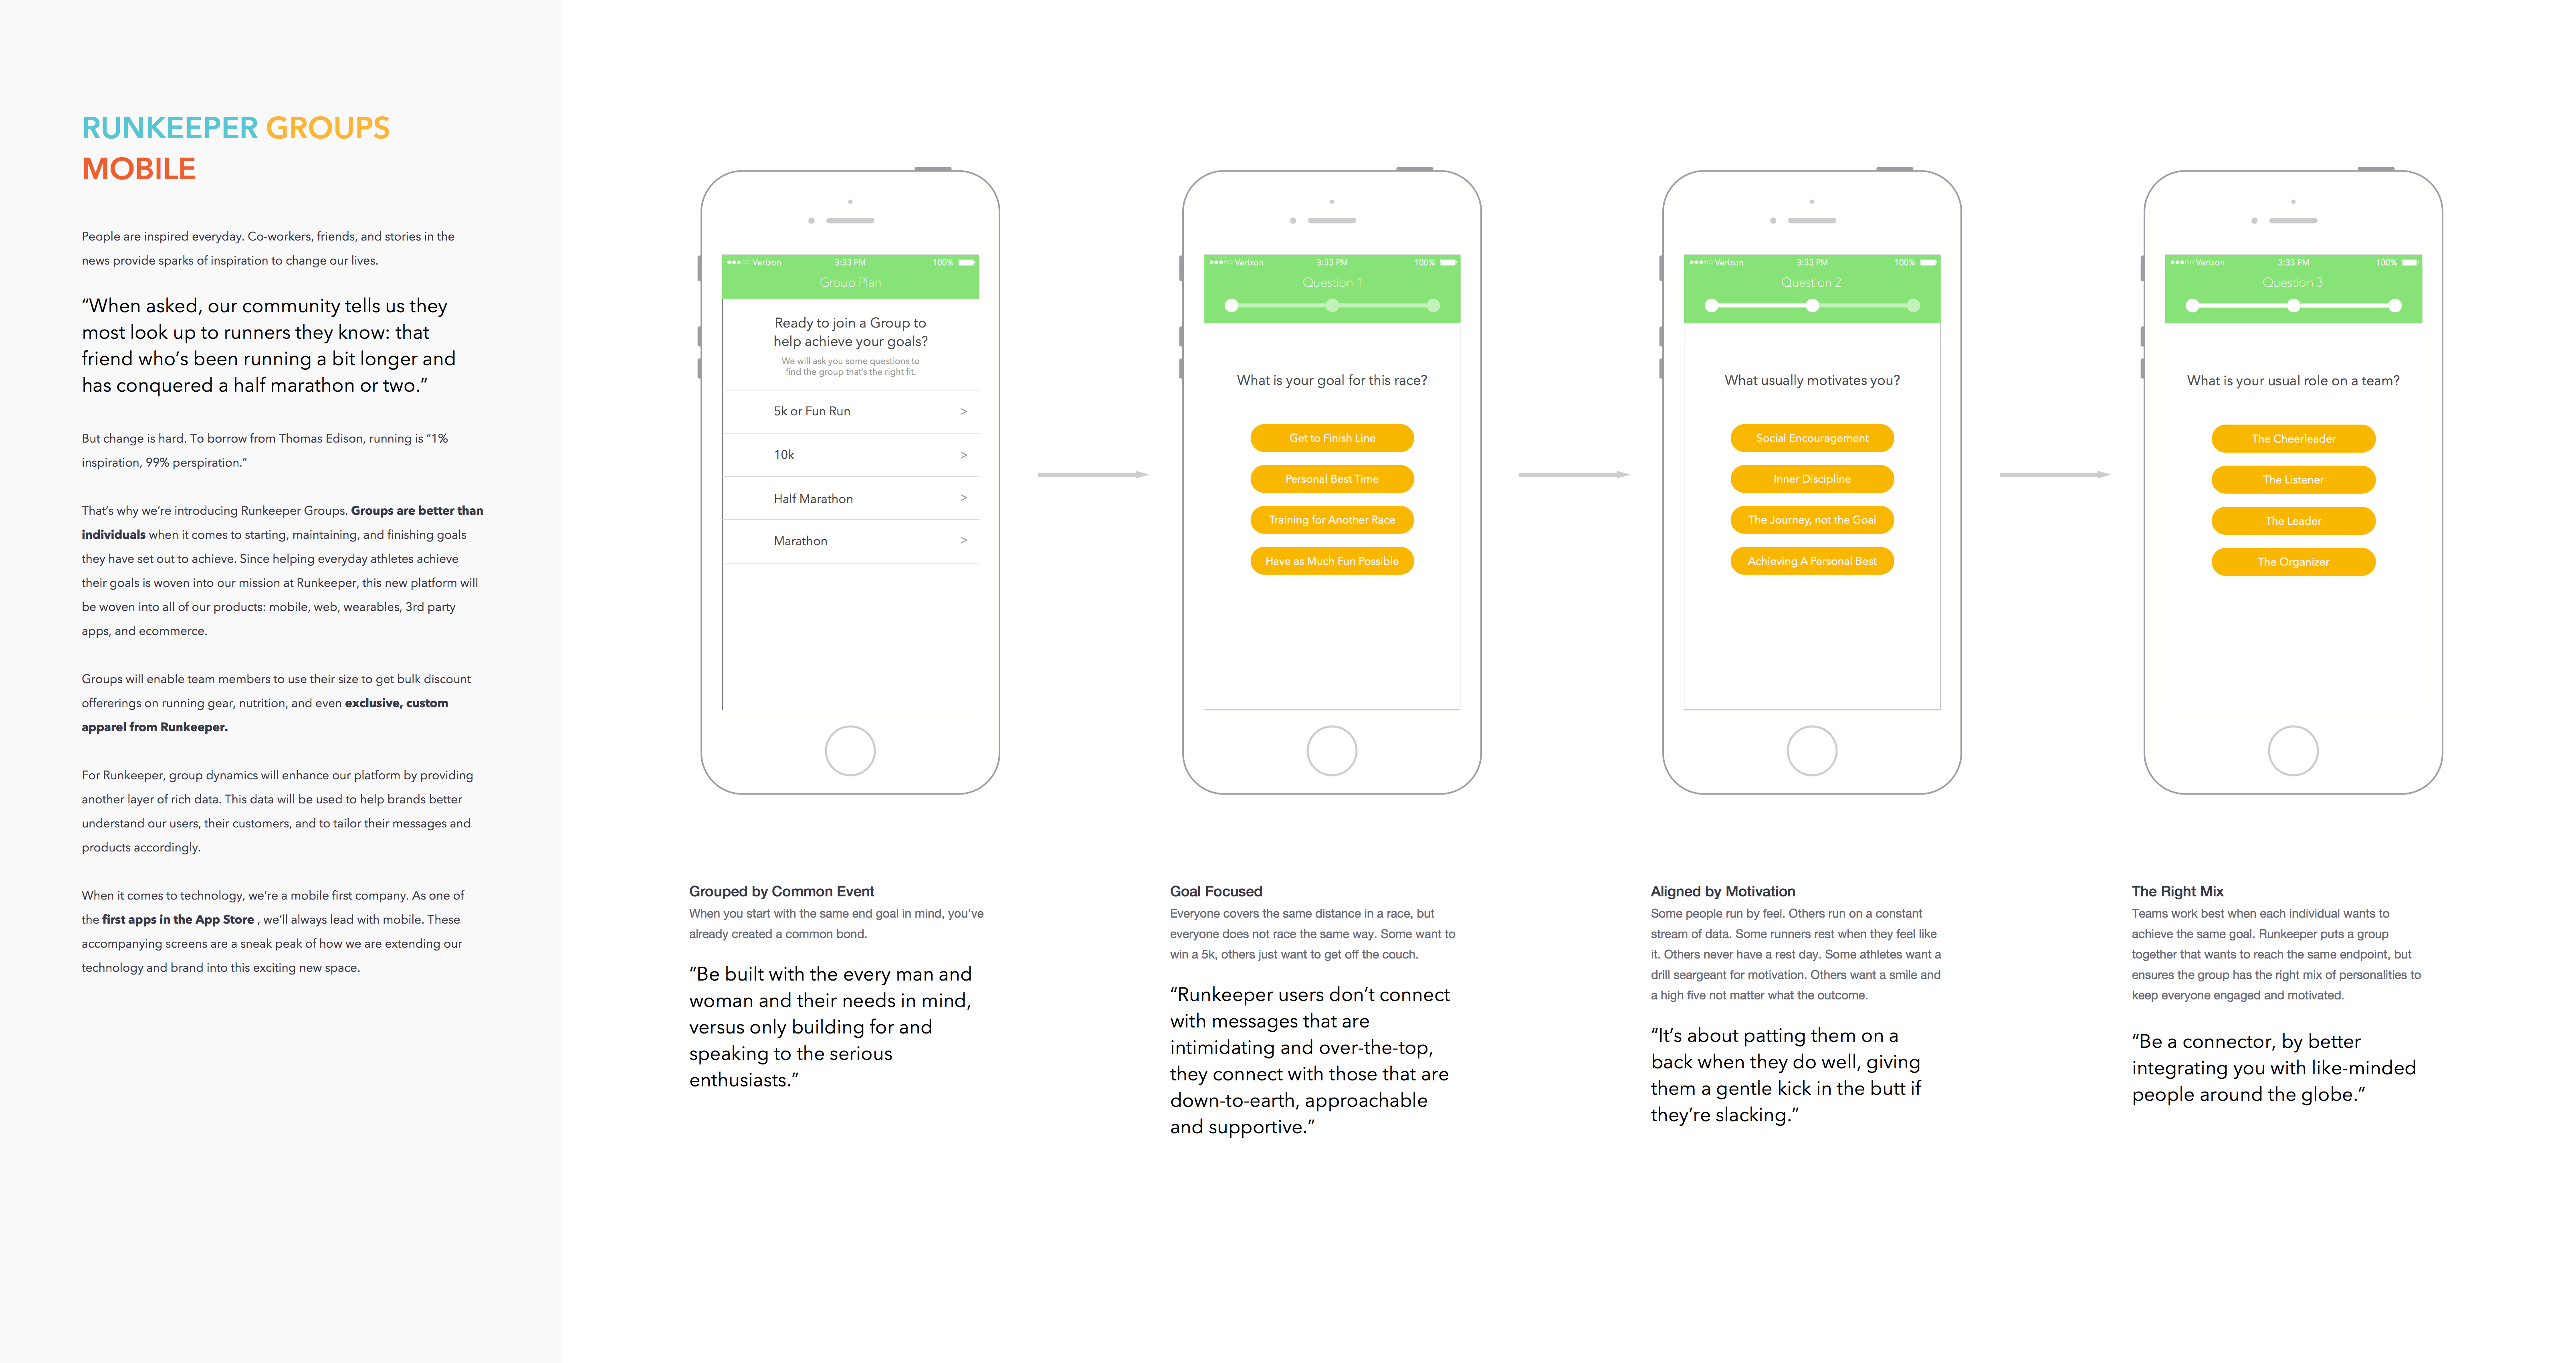 RUNKEEPER GROUPS
MOBILE
People are inspired everyday. Co-workers, friends, and stories in the
news provide sparks of inspiration to change our lives.
“When asked, our community tells us they
most look up to runners they know: that
friend who’s been running a bit longer and
has conquered a half marathon or two.”
But change is hard. To borrow from Thomas Edison, running is “1%
inspiration, 99% perspiration.”
That’s why we’re introducing Runkeeper Groups. Groups are better than
individuals when it comes to starting, maintaining, and finishing goals
they have set out to achieve. Since helping everyday athletes achieve
their goals is woven into our mission at Runkeeper, this new platform will
be woven into all of our products: mobile, web, wearables, 3rd party
apps, and ecommerce.
Groups will enable team members to use their size to get bulk discount
offererings on running gear, nutrition, and even exclusive, custom
apparel from Runkeeper.
For Runkeeper, group dynamics will enhance our platform by providing
another layer of rich data. This data will be used to help brands better
understand our users, their customers, and to tailor their messages and
products accordingly.
When it comes to technology, we’re a mobile first company. As one of
the first apps in the App Store , we’ll always lead with mobile. These
accompanying screens are a sneak peak of how we are extending our
technology and brand into this exciting new space.
Verizon 3:33 PM 100%
Group Plan
Ready to join a Group to
help achieve your goals?
We will ask you some questions to
find the group that’s the right fit.
5k or Fun Run >
10k >
Half Marathon >
Marathon >
Grouped by Common Event
When you start with the same end goal in mind, you’ve
already created a common bond.
“Be built with the every man and
woman and their needs in mind,
versus only building for and
speaking to the serious
enthusiasts.”
Verizon 3:33 PM 100%
Question 1
What is your goal for this race?
Get to Finish Line
Personal Best Time
Training for Another Race
Have as Much Fun Possible
Goal Focused
Everyone covers the same distance in a race, but
everyone does not race the same way. Some want to
win a 5k, others just want to get off the couch.
“Runkeeper users don’t connect
with messages that are
intimidating and over-the-top,
they connect with those that are
down-to-earth, approachable
and supportive.”
Verizon 3:33 PM 100%
Question 2
What usually motivates you?
Social Encouragement
Inner Discipline
The Journey, not the Goal
Achieving A Personal Best
Aligned by Motivation
Some people run by feel. Others run on a constant
stream of data. Some runners rest when they feel like
it. Others never have a rest day. Some athletes want a
drill seargeant for motivation. Others want a smile and
a high five not matter what the outcome.
“It’s about patting them on a
back when they do well, giving
them a gentle kick in the butt if
they’re slacking.”
Verizon 3:33 PM 100%
Question 3
What is your usual role on a team?
The Cheerleader
The Listener
The Leader
The Organizer
The Right Mix
Teams work best when each individual wants to
achieve the same goal. Runkeeper puts a group
together that wants to reach the same endpoint, but
ensures the group has the right mix of personalities to
keep everyone engaged and motivated.
“Be a connector, by better
integrating you with like-minded
people around the globe.”